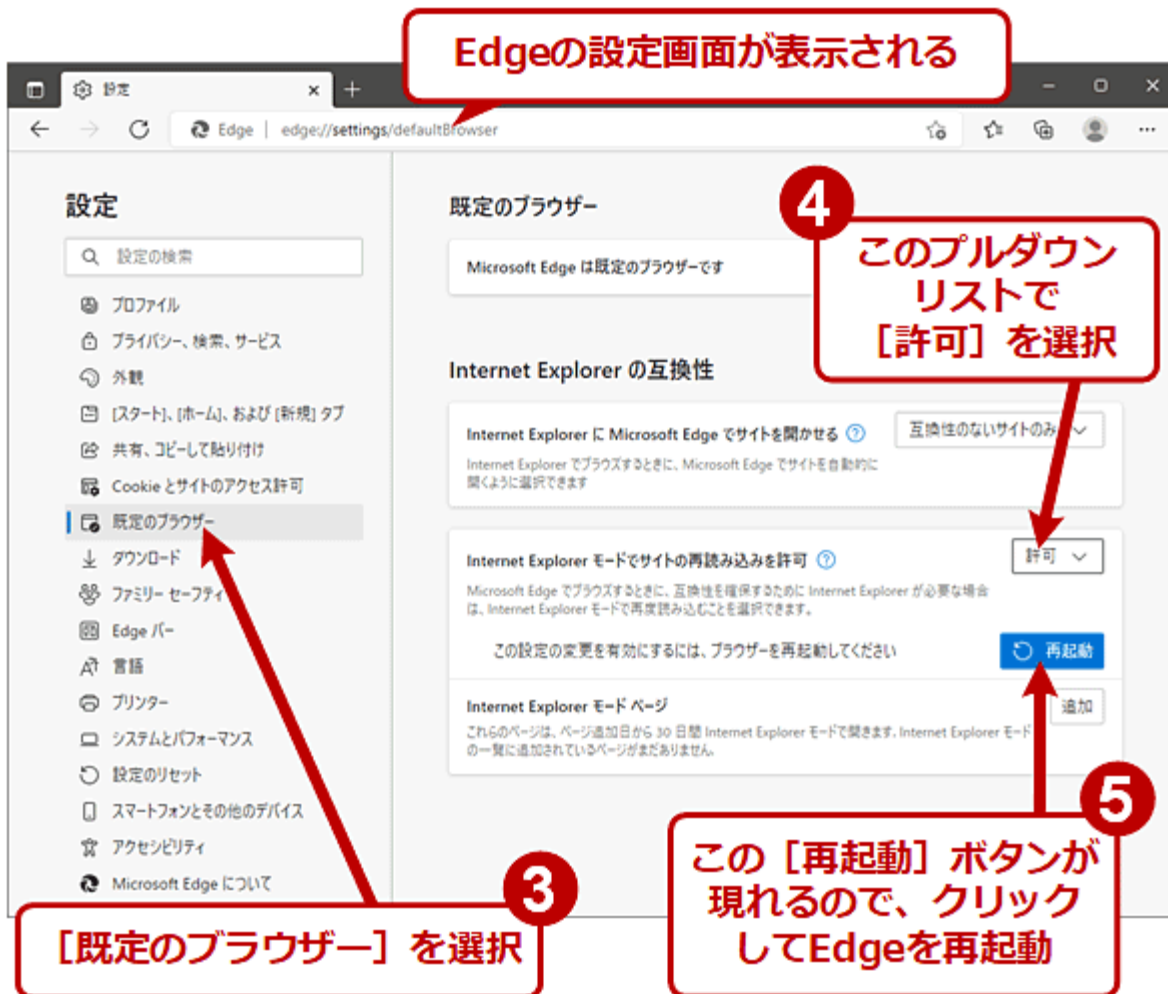 Edgeの設定画面が表示される
設定
Edge | edge://settings/defaultBrowser
設定
設定の検索
プロファイル
プライバシー、検索、サービス
外観
[スタート]、[ホーム]、および [新規] タブ
共有、コピーして貼り付け
Cookie とサイトのアクセス許可
既定のブラウザー
ダウンロード
ファミリー セーフティ
Edge バー
言語
プリンター
システムとパフォーマンス
設定のリセット
スマートフォンとその他のデバイス
アクセシビリティ
Microsoft Edge について
3
［既定のブラウザー］を選択
既定のブラウザー
Microsoft Edge は既定のブラウザーです
4
このプルダウン
リストで
［許可］を選択
Internet Explorer の互換性
Internet Explorer に Microsoft Edge でサイトを開かせる
互換性のないサイトのみ
Internet Explorer でブラウズするときに、Microsoft Edge でサイトを自動的に
開くように選択できます
Internet Explorer モードでサイトの再読み込みを許可
許可
Microsoft Edge でブラウズするときに、互換性を確保するために Internet Explorer が必要な場合
は、Internet Explorer モードで再度読み込むことを選択できます。
この設定の変更を有効にするには、ブラウザーを再起動してください
再起動
Internet Explorer モード ページ
追加
これらのページは、ページ追加日から 30 日間 Internet Explorer モードで開きます。Internet Explorer モード
の一覧に追加されているページがまだありません。
5
この［再起動］ボタンが
現れるので、クリック
してEdgeを再起動